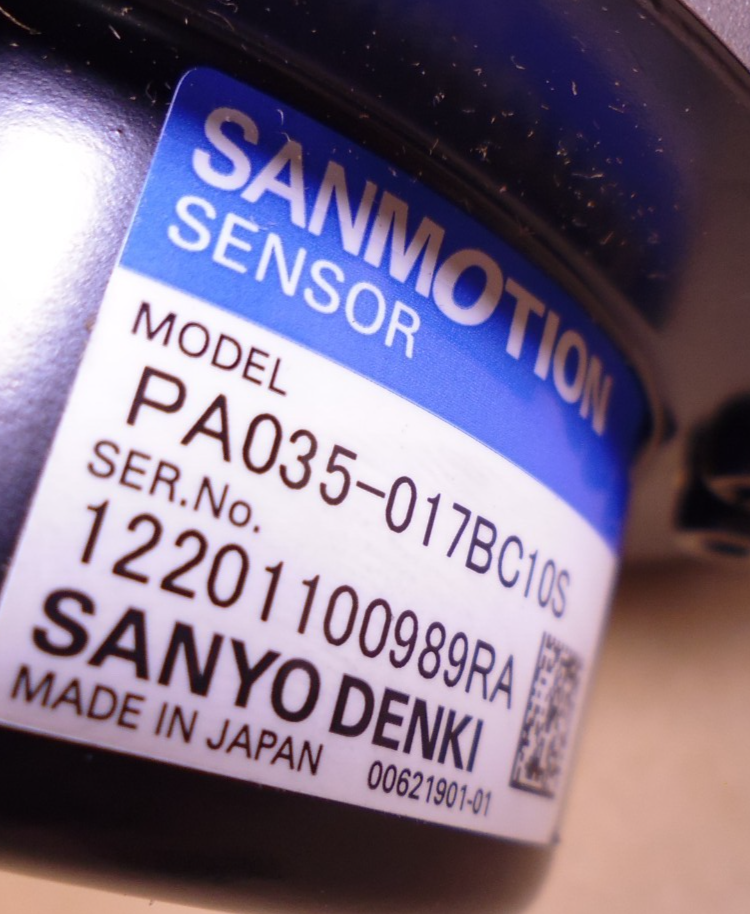 SANMOTION
SENSOR
MODEL
PA035-017BC10S
SER.No.
12201100989RA
SANYO DENKI
MADE IN JAPAN 00621901-01